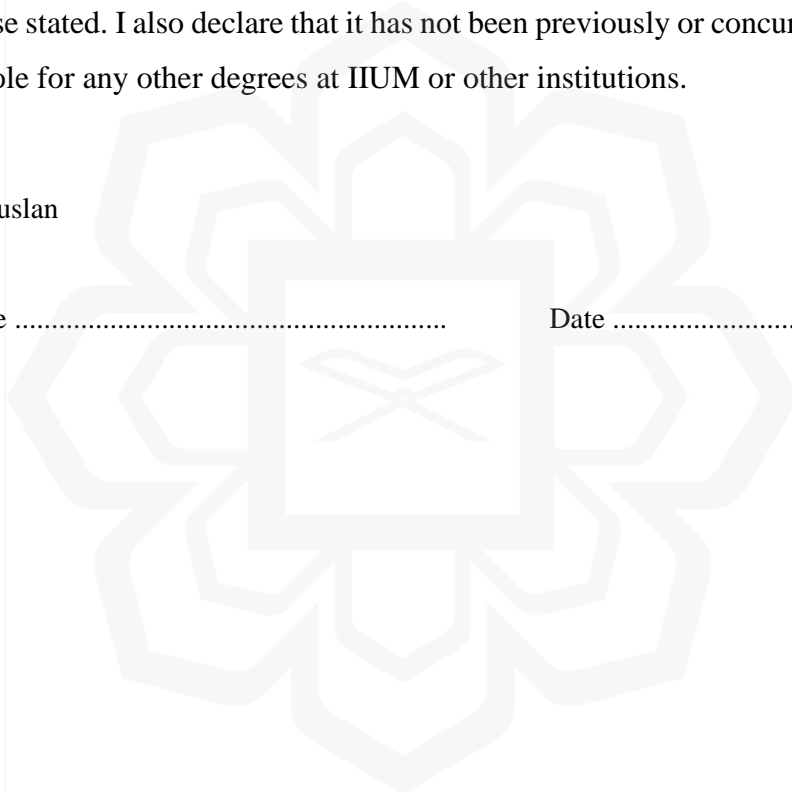 se stated. I also declare that it has not been previously or concur
ole for any other degrees at IIUM or other institutions.
uslan
e ........................................................... Date .........................